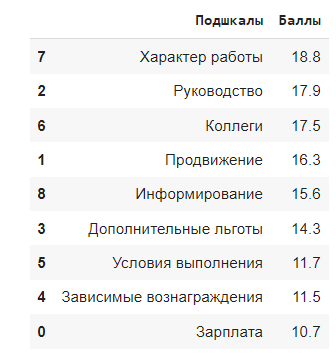 Подшкалы Баллы
7 Характер работы 18.8
2 Руководство 17.9
6 Коллеги 17.5
1 Продвижение 16.3
8 Информирование 15.6
3 Дополнительные льготы 14.3
5 Условия выполнения 11.7
4 Зависимые вознаграждения 11.5
0 Зарплата 10.7